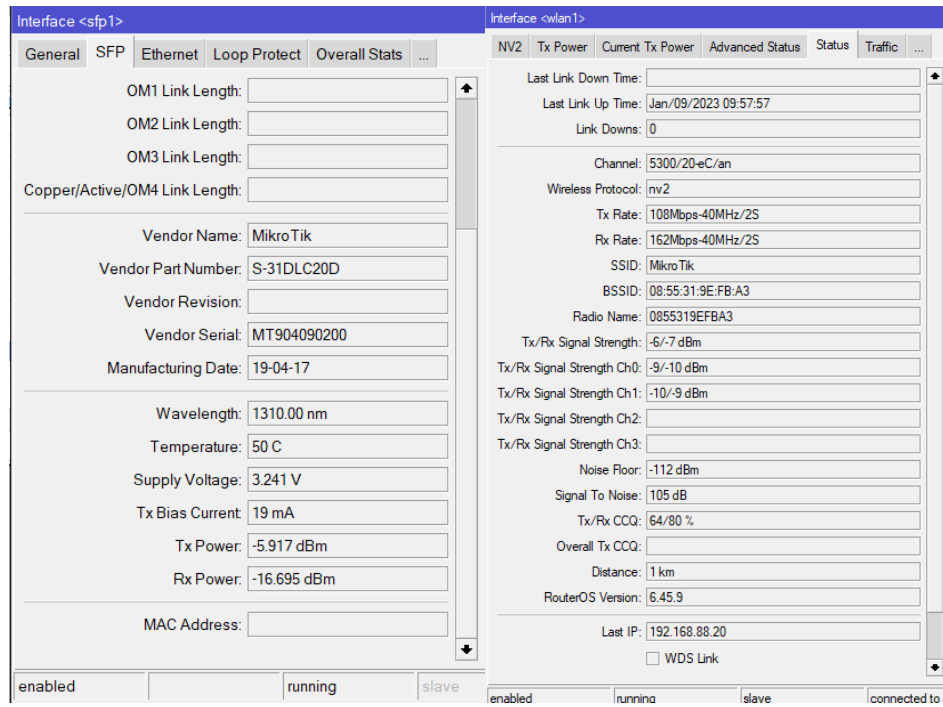 Interface <sfp1>
General SFP Ethernet Loop Protect Overall Stats ...
OM1 Link Length:
OM2 Link Length:
OM3 Link Length:
Copper/Active/OM4 Link Length:
Vendor Name: MikroTik
Vendor Part Number: S-31DLC20D
Vendor Revision:
Vendor Serial: MT904090200
Manufacturing Date: 19-04-17
Wavelength: 1310.00 nm
Temperature: 50 C
Supply Voltage: 3.241 V
Tx Bias Current: 19 mA
Tx Power: -5.917 dBm
Rx Power: -16.695 dBm
MAC Address:
enabled running slave
Interface <wlan1>
NV2 Tx Power Current Tx Power Advanced Status Status Traffic ...
Last Link Down Time:
Last Link Up Time: Jan/09/2023 09:57:57
Link Downs: 0
Channel: 5300/20-eC/an
Wireless Protocol: nv2
Tx Rate: 108Mbps-40MHz/2S
Rx Rate: 162Mbps-40MHz/2S
SSID: MikroTik
BSSID: 08:55:31:9E:FB:A3
Radio Name: 0855319EFBA3
Tx/Rx Signal Strength: -6/-7 dBm
Tx/Rx Signal Strength Ch0: -9/-10 dBm
Tx/Rx Signal Strength Ch1: -10/-9 dBm
Tx/Rx Signal Strength Ch2:
Tx/Rx Signal Strength Ch3:
Noise Floor: -112 dBm
Signal To Noise: 105 dB
Tx/Rx CCQ: 64/80 %
Overall Tx CCQ:
Distance: 1 km
RouterOS Version: 6.45.9
Last IP: 192.168.88.20
WDS Link
enabled running slave connected to